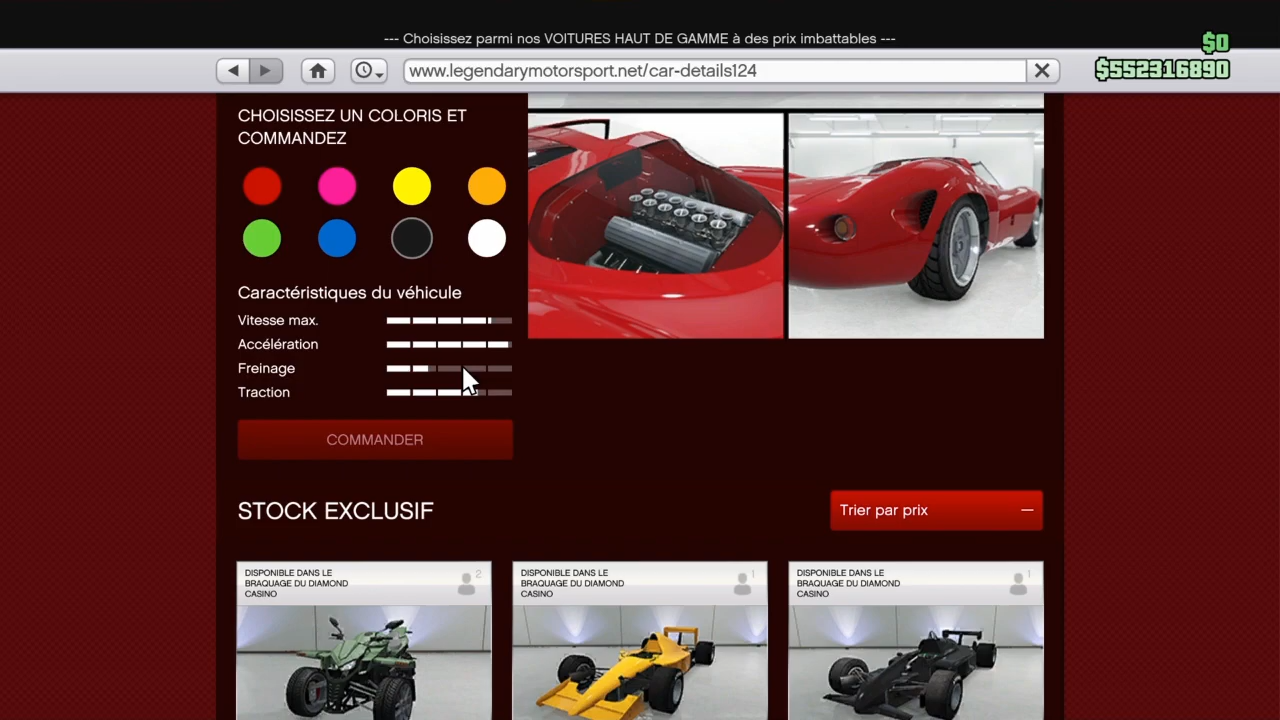 --- Choisissez parmi nos VOITURES HAUT DE GAMME à des prix imbattables ---
$0
$552316890
www.legendarymotorsport.net/car-details124
CHOISISSEZ UN COLORIS ET
COMMANDEZ
Caractéristiques du véhicule
Vitesse max.
Accélération
Freinage
Traction
COMMANDER
STOCK EXCLUSIF
Trier par prix
DISPONIBLE DANS LE
BRAQUAGE DU DIAMOND
CASINO
2
DISPONIBLE DANS LE
BRAQUAGE DU DIAMOND
CASINO
1
DISPONIBLE DANS LE
BRAQUAGE DU DIAMOND
CASINO
1